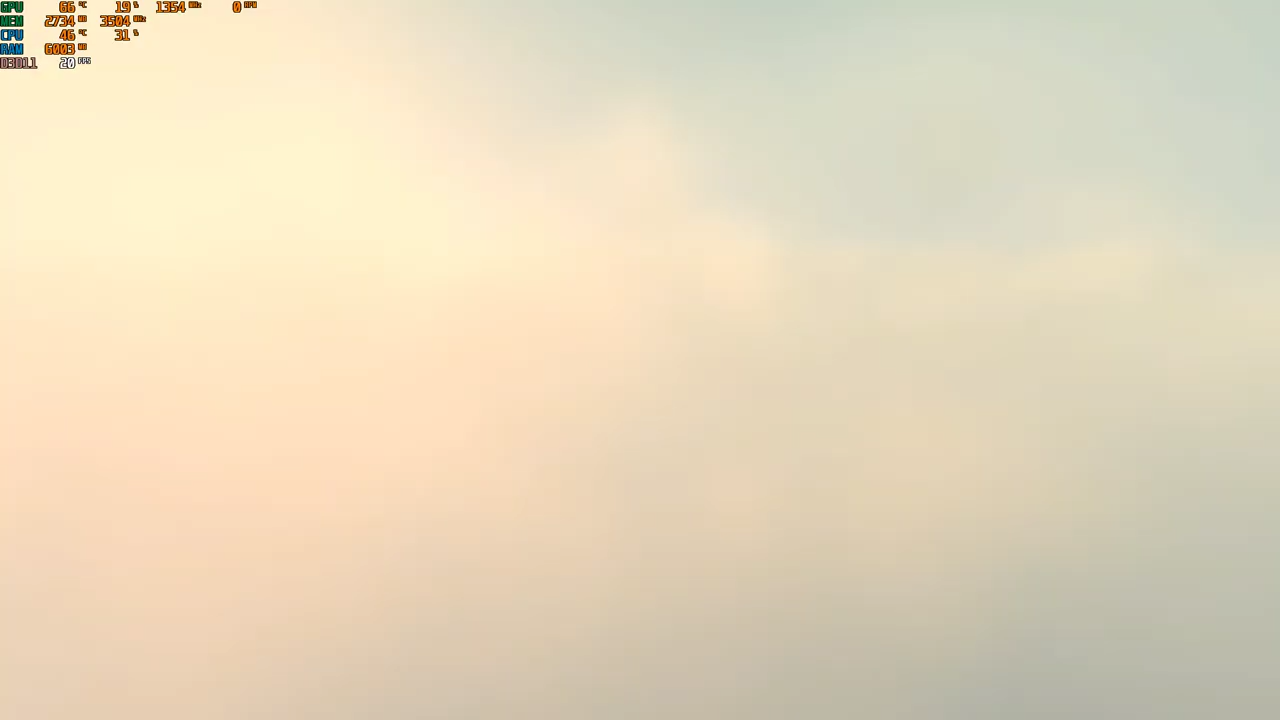 GPU 66 °C 19 % 1354 MHz 0 RPM
MEM 2734 MB 3504 MHz
CPU 46 °C 31 %
RAM 6003 MB
D3D11 20 FPS